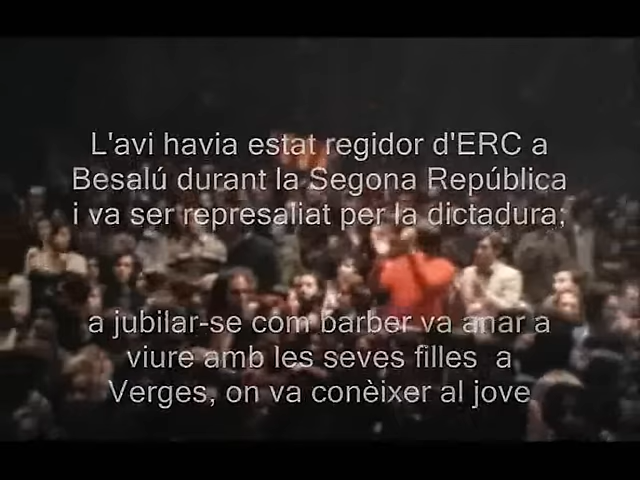 L'avi havia estat regidor d'ERC a
Besalú durant la Segona República
i va ser represaliat per la dictadura;
a jubilar-se com barber va anar a
viure amb les seves filles a
Verges, on va conèixer al jove